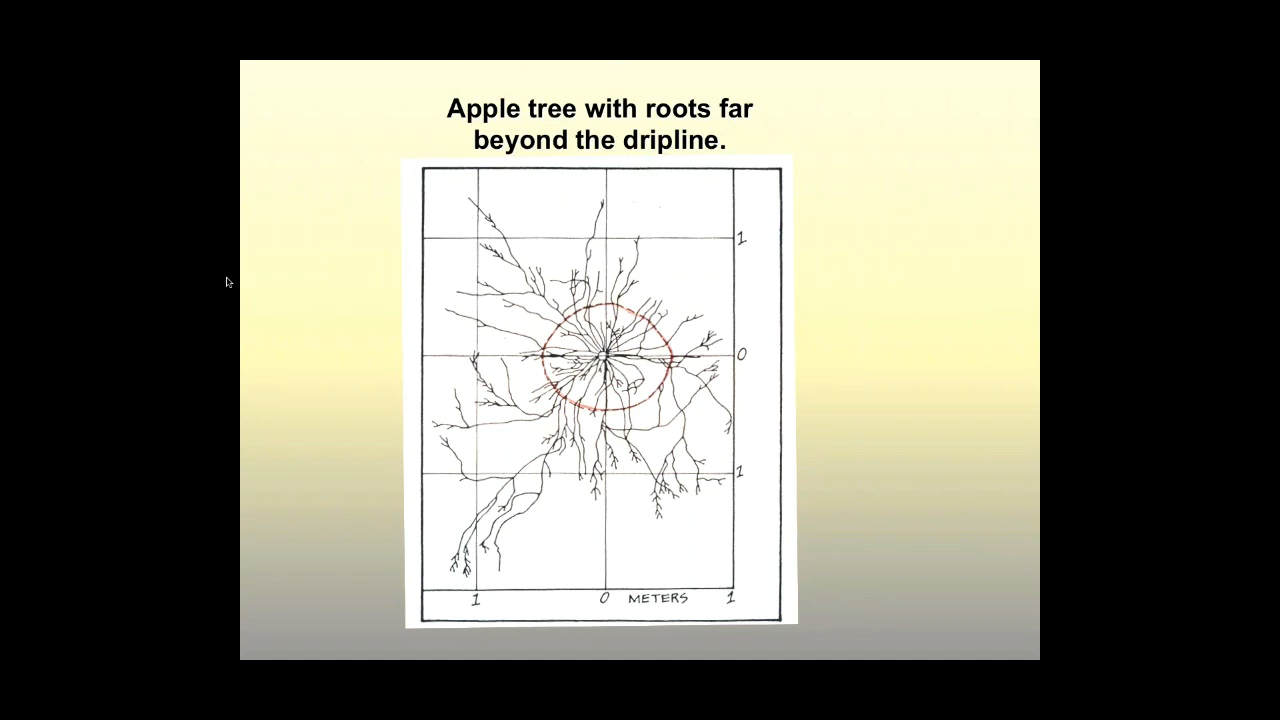 Apple tree with roots far
beyond the dripline.
1
0
1
1 0 METERS 1